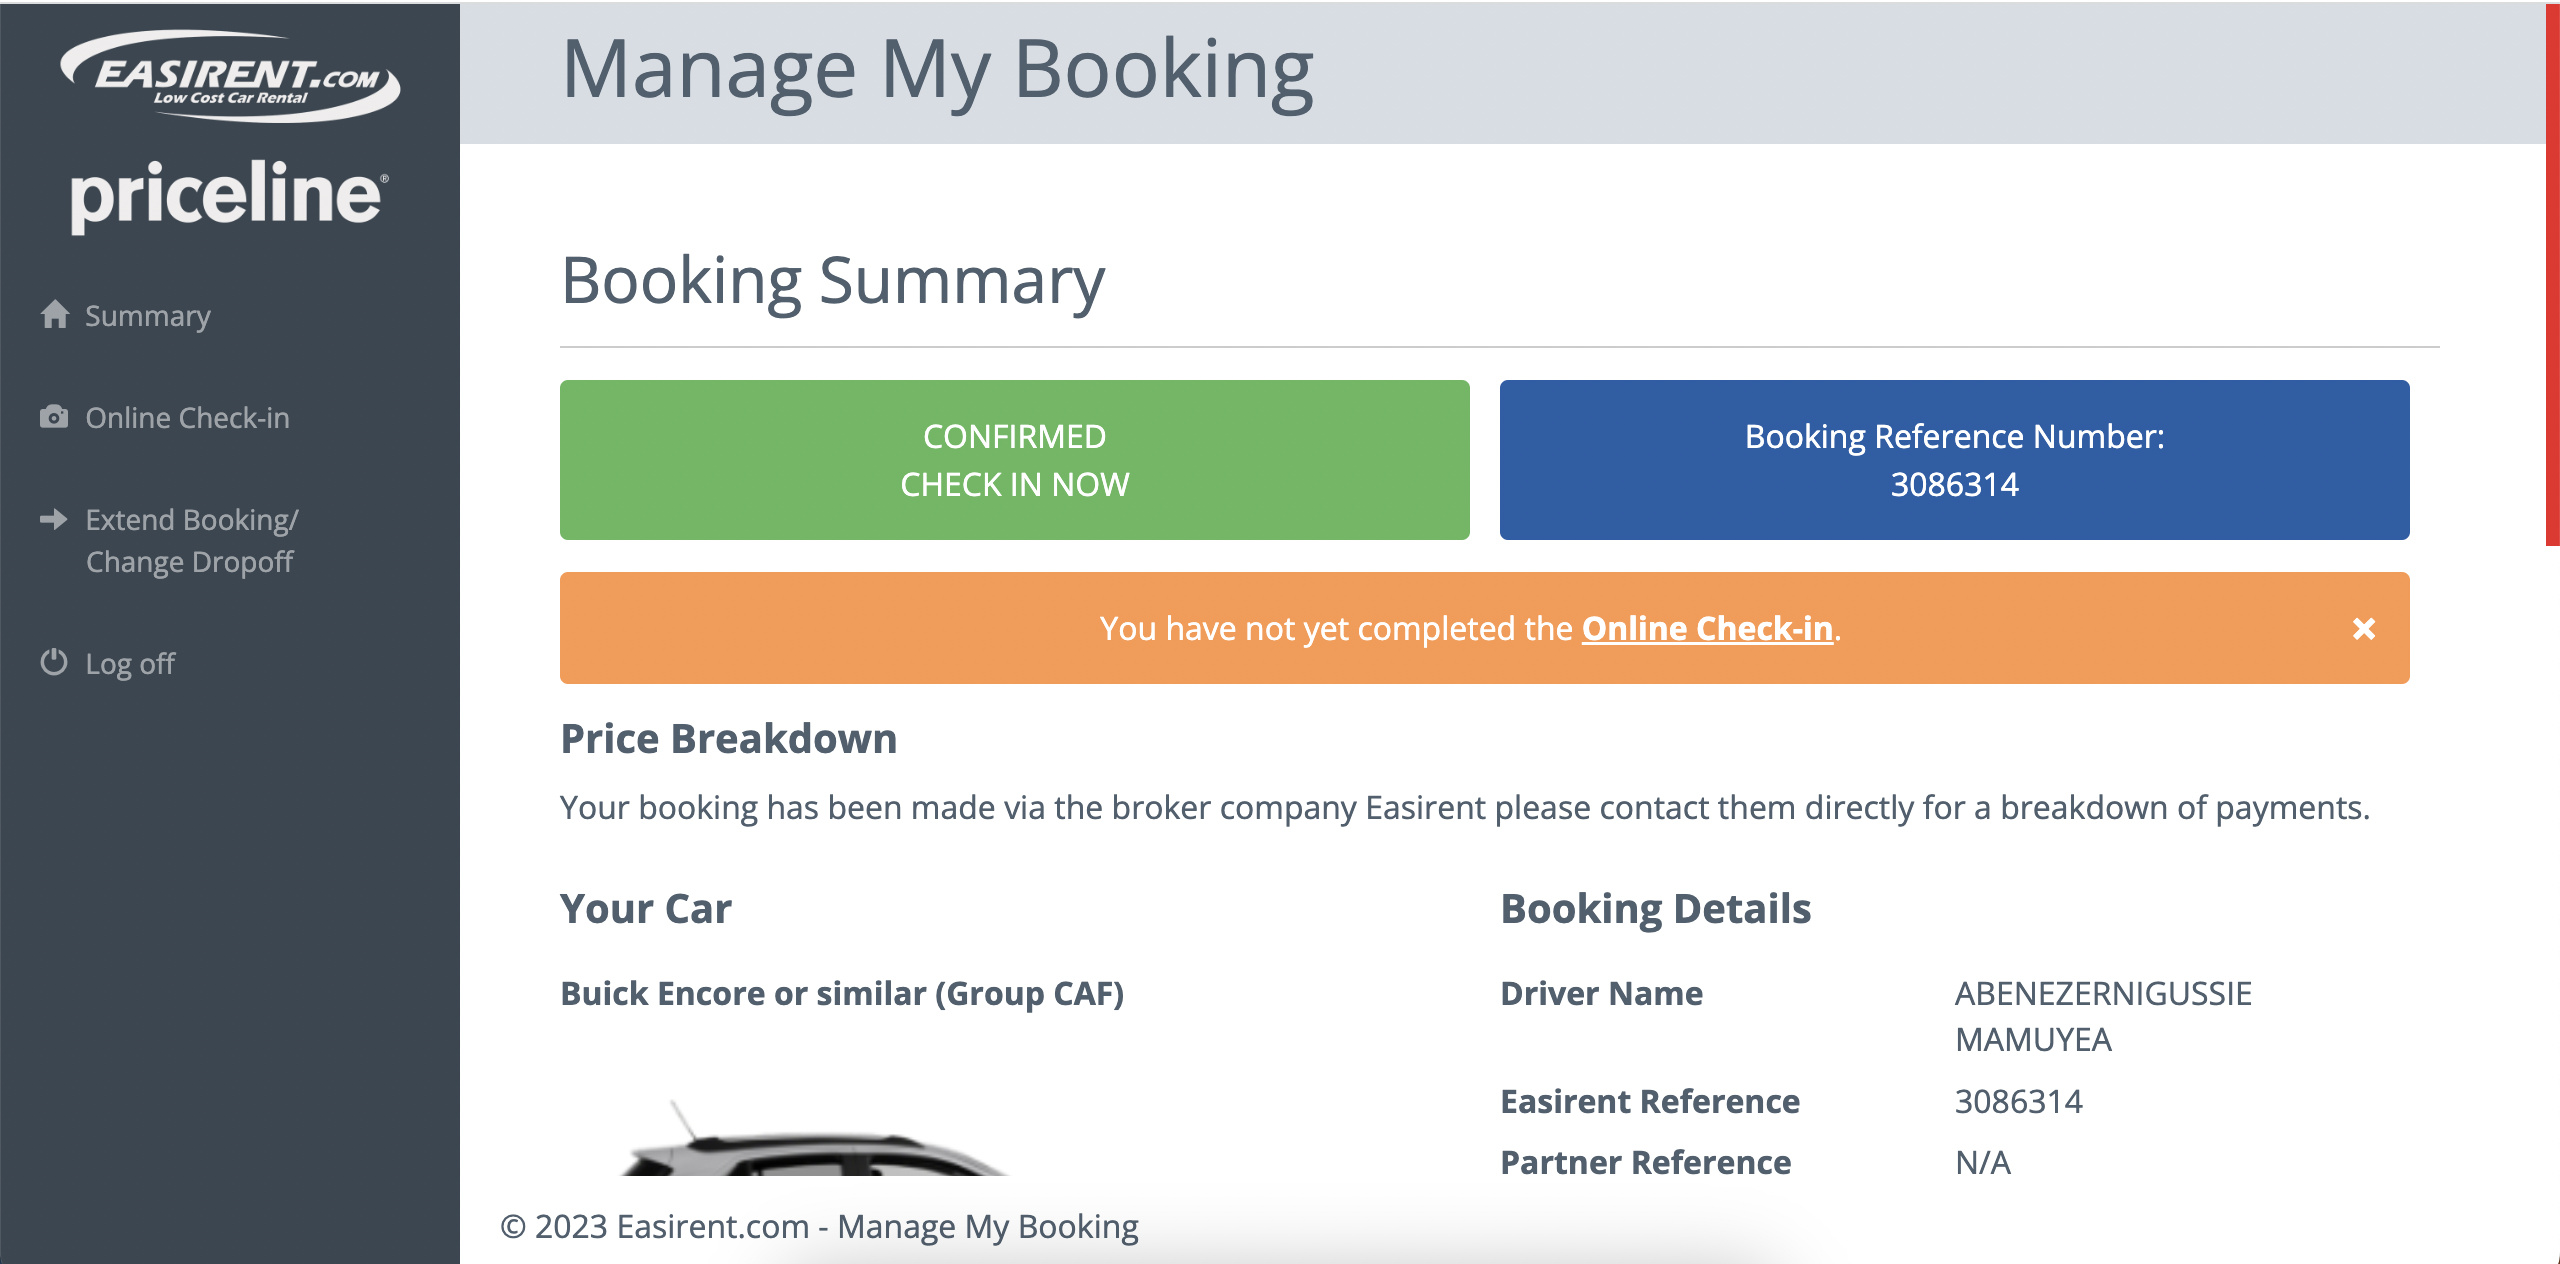 EASIRENT.COM
Low Cost Car Rental
priceline®
Summary
Online Check-in
Extend Booking/
Change Dropoff
Log off
Manage My Booking
Booking Summary
CONFIRMED
CHECK IN NOW
Booking Reference Number:
3086314
You have not yet completed the Online Check-in.
Price Breakdown
Your booking has been made via the broker company Easirent please contact them directly for a breakdown of payments.
Your Car
Buick Encore or similar (Group CAF)
Booking Details
Driver Name ABENEZERNIGUSSIE
MAMUYEA
Easirent Reference 3086314
Partner Reference N/A
© 2023 Easirent.com - Manage My Booking